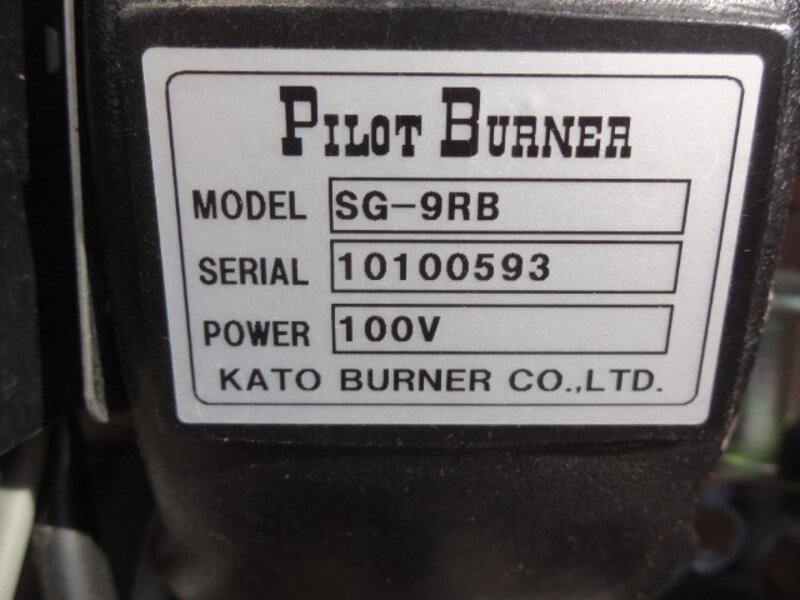 PILOT BURNER
MODEL SG-9RB
SERIAL 10100593
POWER 100V
KATO BURNER CO.,LTD.